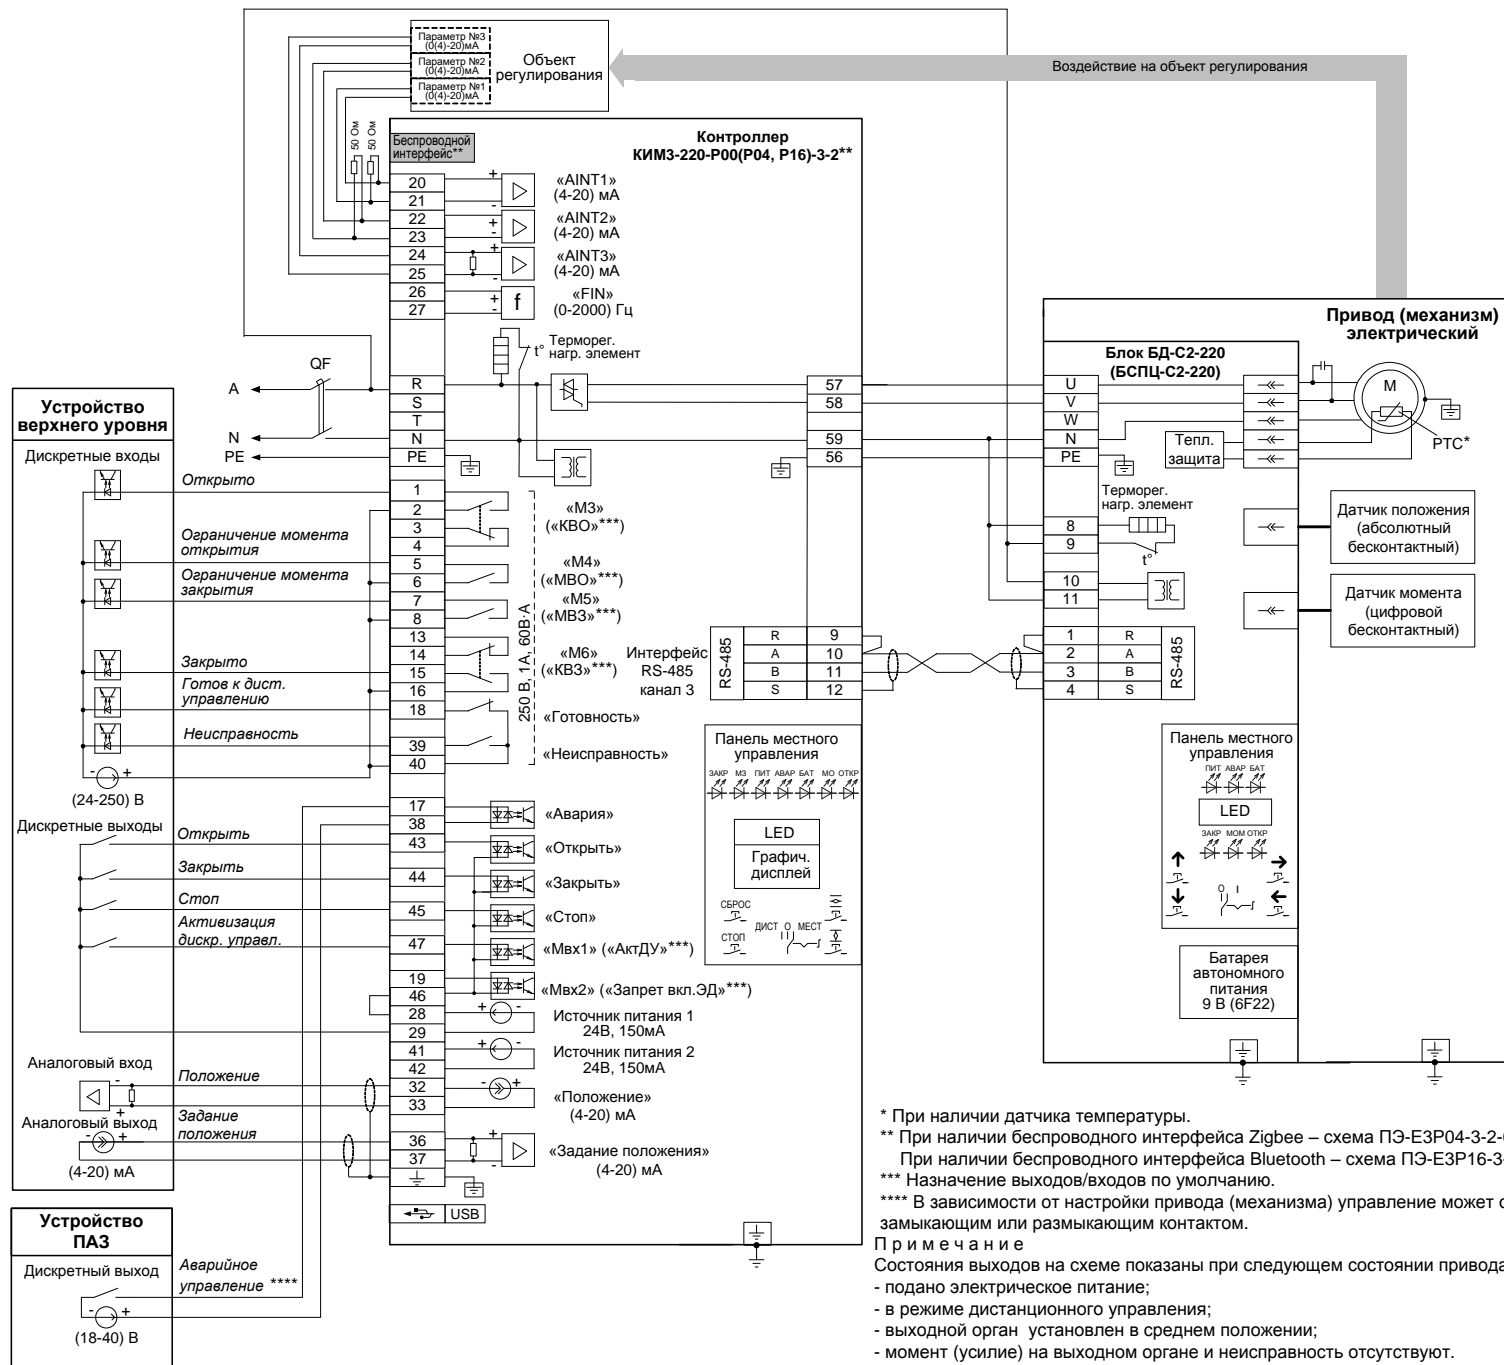 Параметр №3
(0(4)-20)мА
Параметр №2
(0(4)-20)мА
Параметр №1
(0(4)-20)мА
Объект
регулирования
Воздействие на объект регулирования
50 Ом
50 Ом
Беспроводной
интерфейс**
Контроллер
КИМ3-220-Р00(Р04, Р16)-3-2**
20
21
22
23
24
25
26
27
+
-
«AINT1»
(4-20) мА
+
-
«AINT2»
(4-20) мА
+
-
«AINT3»
(4-20) мА
+
-
f
«FIN»
(0-2000) Гц
t°
Терморег.
нагр. элемент
QF
A
N
PE
R
S
T
N
PE
57
58
59
56
Привод (механизм)
электрический
Блок БД-С2-220
(БСПЦ-С2-220)
U
V
W
N
PE
Тепл.
защита
M
PTC*
Терморег.
нагр. элемент
8
9
t°
10
11
Датчик положения
(абсолютный
бесконтактный)
Датчик момента
(цифровой
бесконтактный)
Устройство
верхнего уровня
Дискретные входы
Открыто
Ограничение момента
открытия
Ограничение момента
закрытия
Закрыто
Готов к дист.
управлению
Неисправность
- +
(24-250) В
1
2
3
4
5
6
7
8
13
14
15
16
18
39
40
«М3»
(«КВО»***)
«М4»
(«МВО»***)
«М5»
(«МВЗ»***)
«М6»
(«КВЗ»***)
«Готовность»
«Неисправность»
250 В, 1А, 60В·А
Интерфейс
RS-485
канал 3
RS-485
R 9
A 10
B 11
S 12
1 R
2 A
3 B
4 S
RS-485
Панель местного
управления
ЗАКР МЗ ПИТ АВАР БАТ МО ОТКР
LED
Графич.
дисплей
СБРОС
СТОП
ДИСТ О МЕСТ
Панель местного
управления
ПИТ АВАР БАТ
LED
ЗАКР МОМ ОТКР
О I
Батарея
автономного
питания
9 В (6F22)
Дискретные выходы
Открыть
Закрыть
Стоп
Активизация
дискр. управл.
17
38
43
44
45
47
19
46
28
29
41
42
32
33
36
37
«Авария»
«Открыть»
«Закрыть»
«Стоп»
«Мвх1» («АктДУ»***)
«Мвх2» («Запрет вкл.ЭД»***)
+ -
Источник питания 1
24В, 150мА
+ -
Источник питания 2
24В, 150мА
- +
«Положение»
(4-20) мА
+
-
«Задание положения»
(4-20) мА
USB
Аналоговый вход
-
+
Положение
Аналоговый выход
- +
(4-20) мА
Задание
положения
Устройство
ПАЗ
Дискретный выход
Аварийное
управление ****
- +
(18-40) В
* При наличии датчика температуры.
** При наличии беспроводного интерфейса Zigbee – схема ПЭ-Е3Р04-3-2-
При наличии беспроводного интерфейса Bluetooth – схема ПЭ-Е3Р16-3-
*** Назначение выходов/входов по умолчанию.
**** В зависимости от настройки привода (механизма) управление может
замыкающим или размыкающим контактом.
П р и м е ч а н и е
Состояния выходов на схеме показаны при следующем состоянии привода
- подано электрическое питание;
- в режиме дистанционного управления;
- выходной орган установлен в среднем положении;
- момент (усилие) на выходном органе и неисправность отсутствуют.